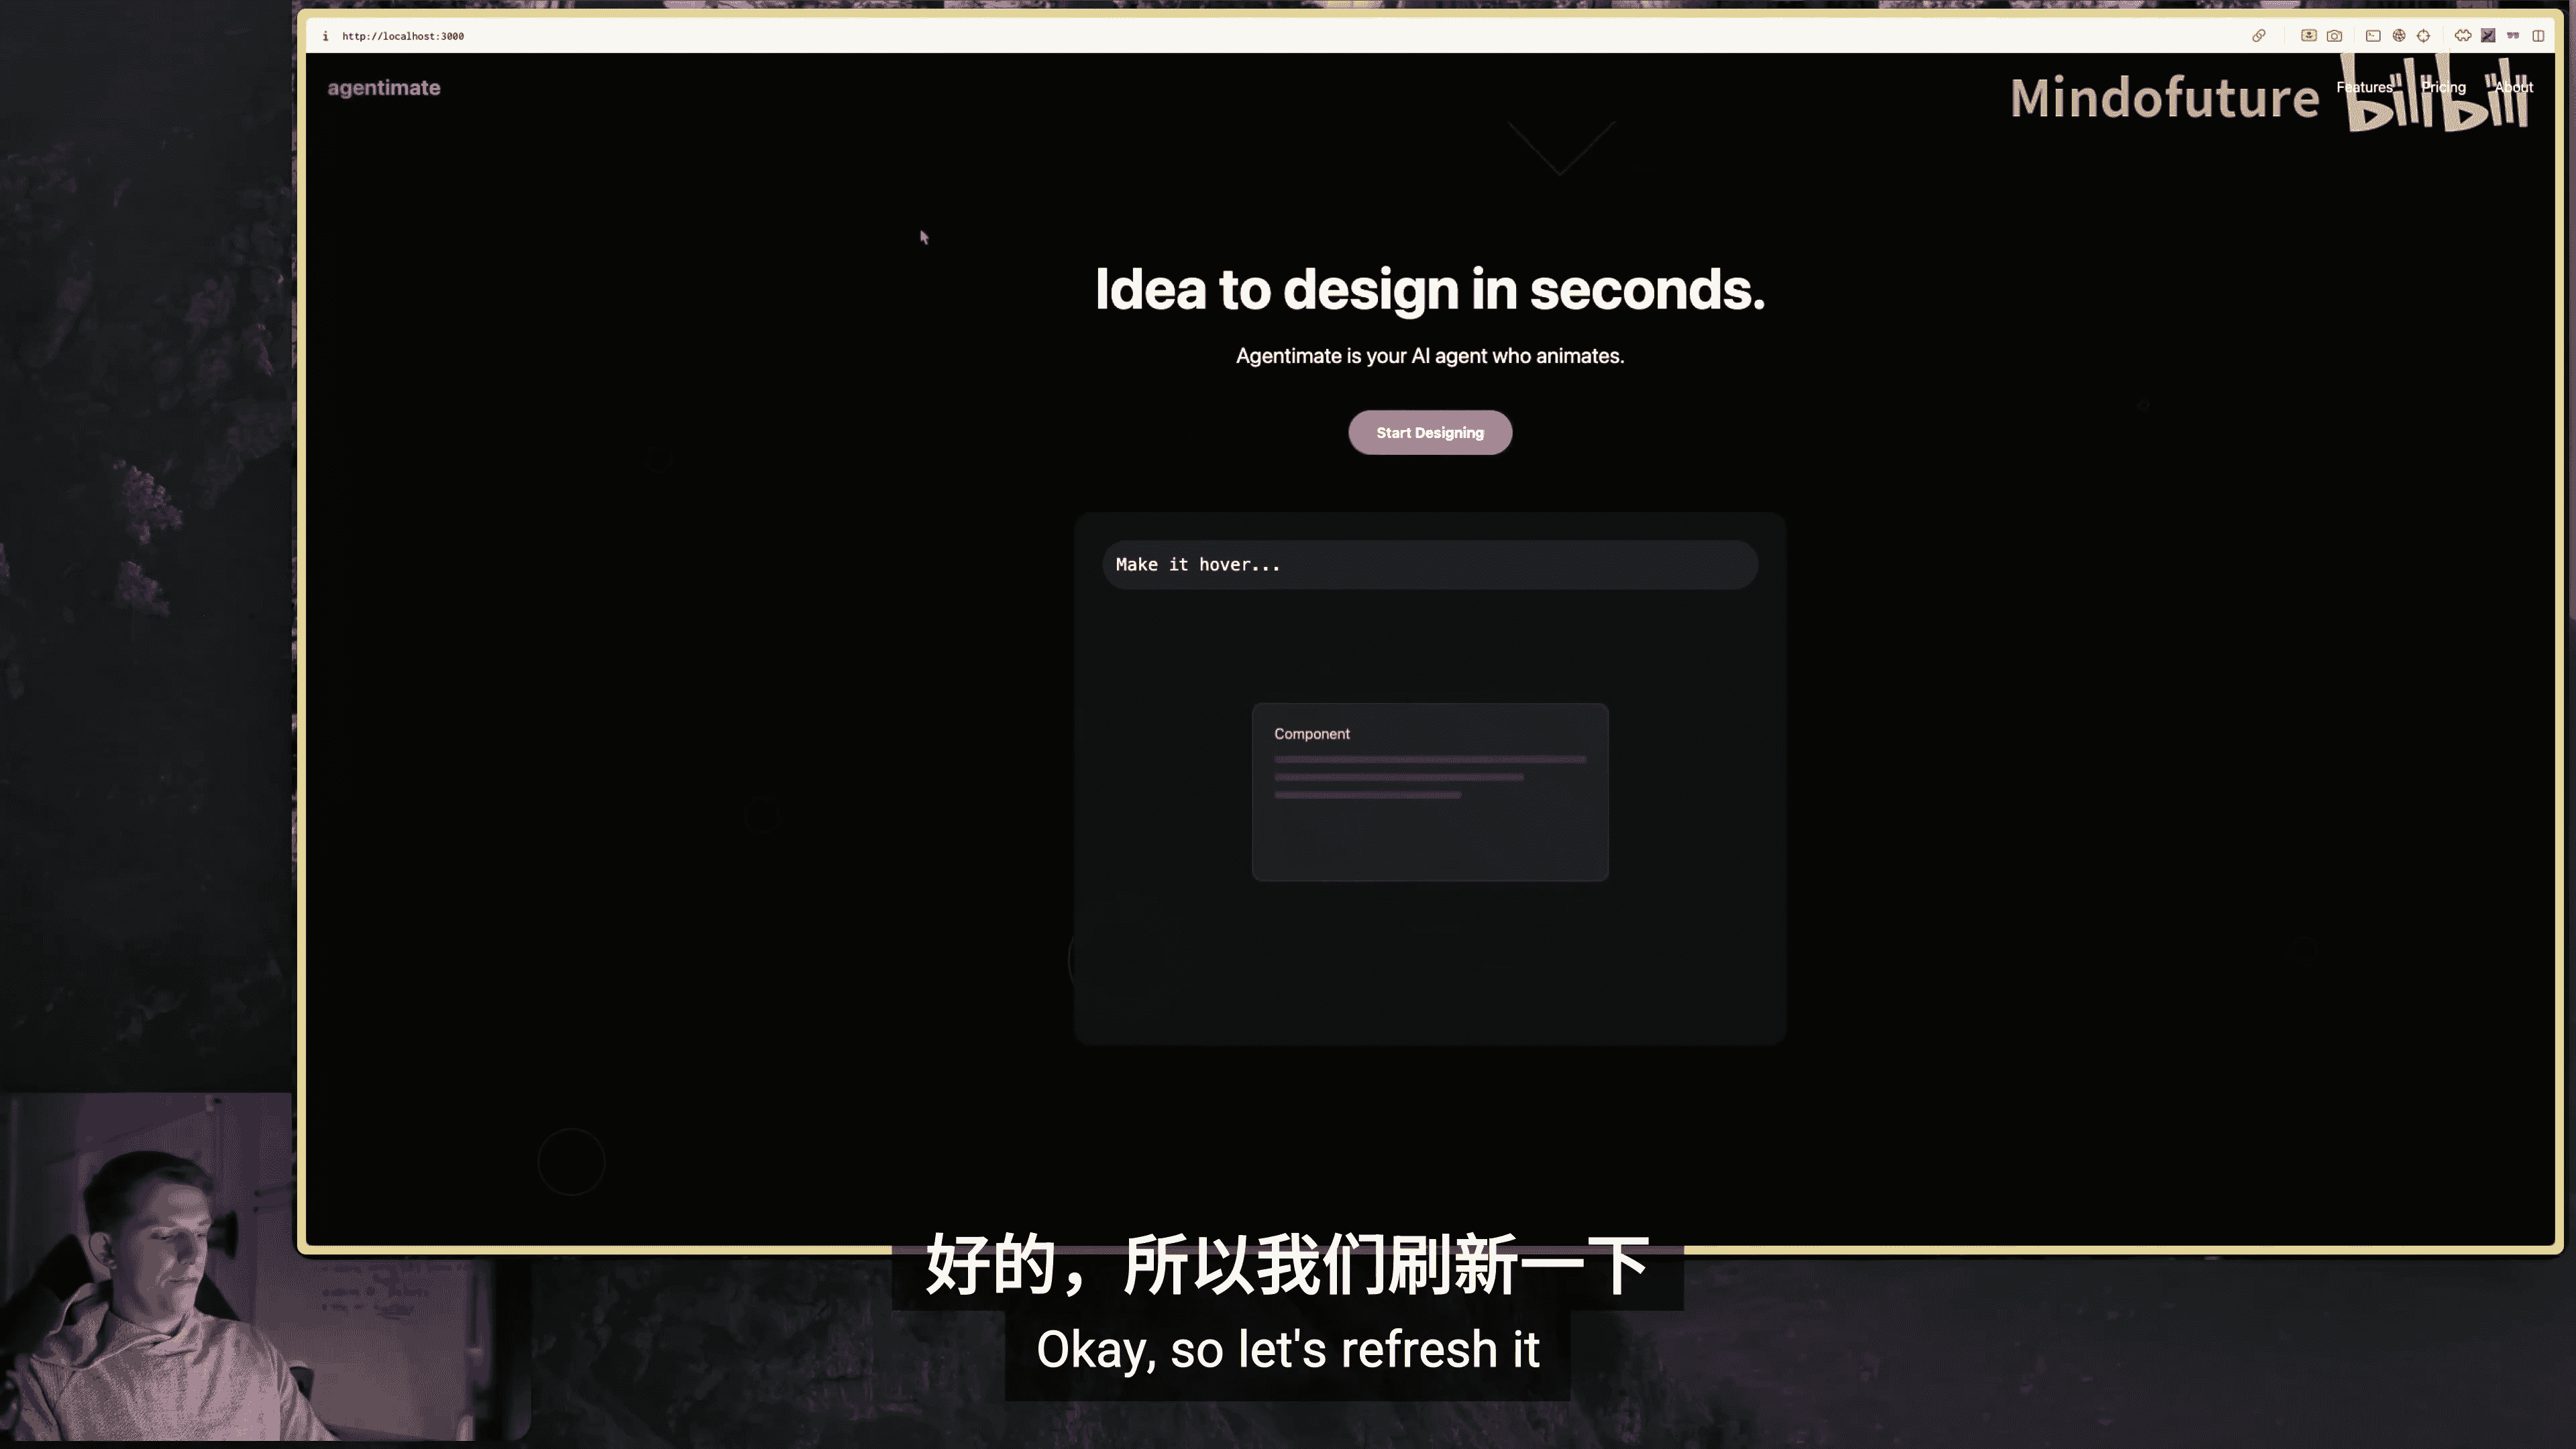 http://localhost:3000
agentimate
Mindofuture
bilibili
Features
Pricing
About
Idea to design in seconds.
Agentimate is your AI agent who animates.
Start Designing
Make it hover...
Component
好的，所以我们刷新一下
Okay, so let's refresh it